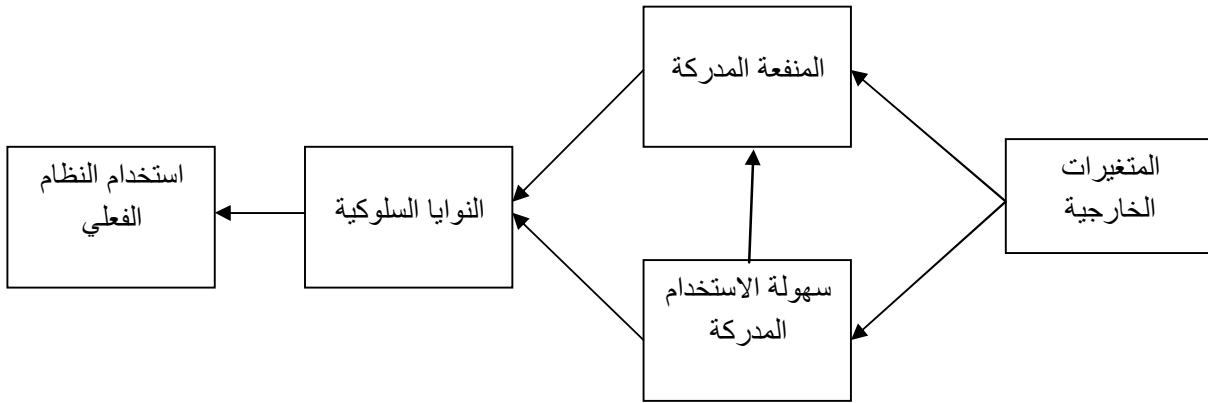 المتغيرات
الخارجية
المنفعة المدركة
سهولة الاستخدام
المدركة
النوايا السلوكية
استخدام النظام
الفعلي